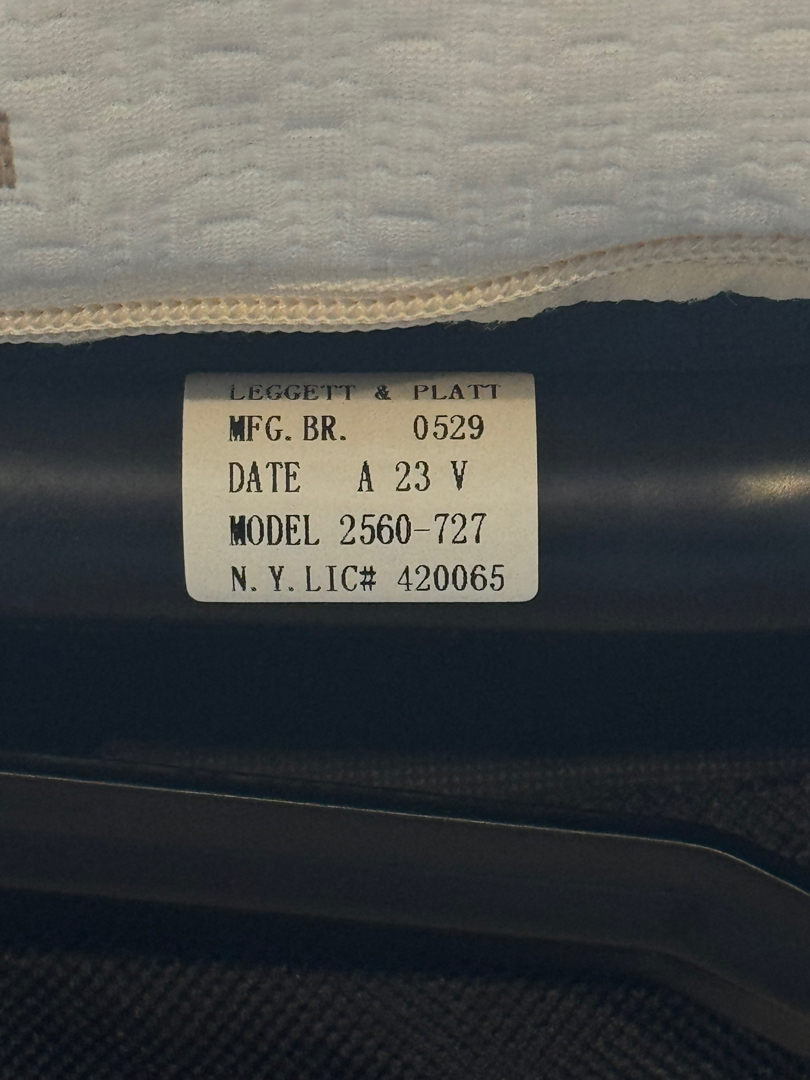 LEGGETT & PLATT
MFG. BR. 0529
DATE A 23 V
MODEL 2560-727
N. Y. LIC# 420065